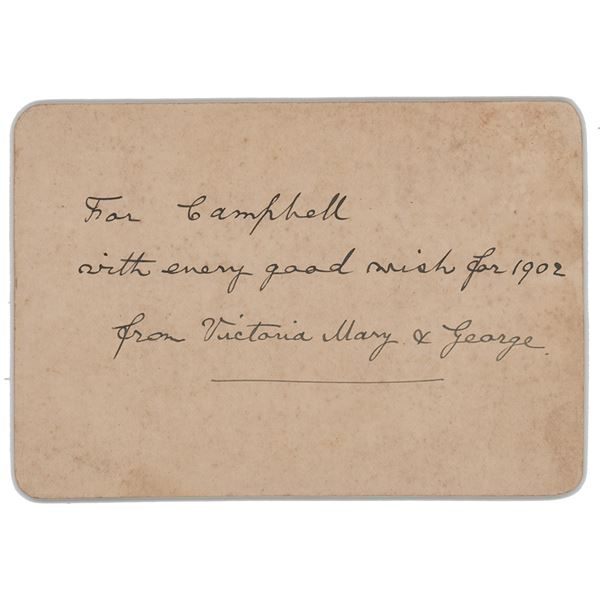 For Campbell
with every good wish for 1902
from Victoria Mary & George.